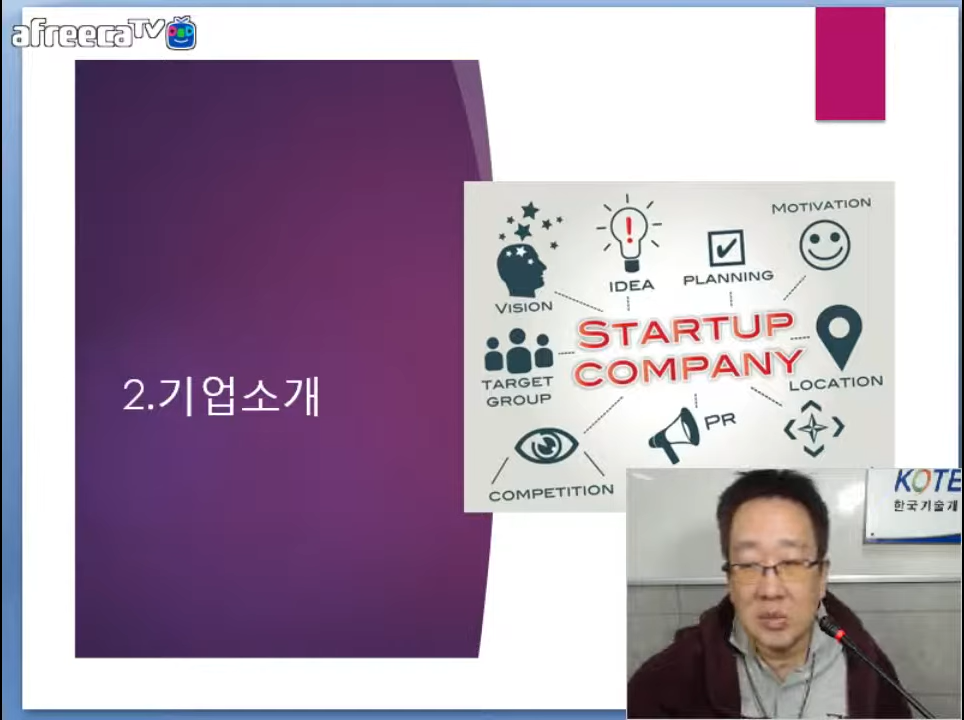 afreecaTV
2.기업소개
MOTIVATION
VISION
IDEA
PLANNING
STARTUP
COMPANY
TARGET
GROUP
LOCATION
PR
COMPETITION
KOTE
한국기술개